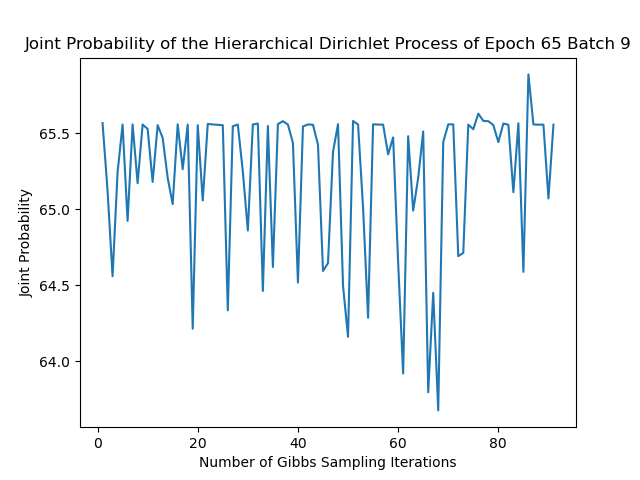 Joint Probability of the Hierarchical Dirichlet Process of Epoch 65 Batch 9
65.5
65.0
64.5
64.0
Joint Probability
0 20 40 60 80
Number of Gibbs Sampling Iterations